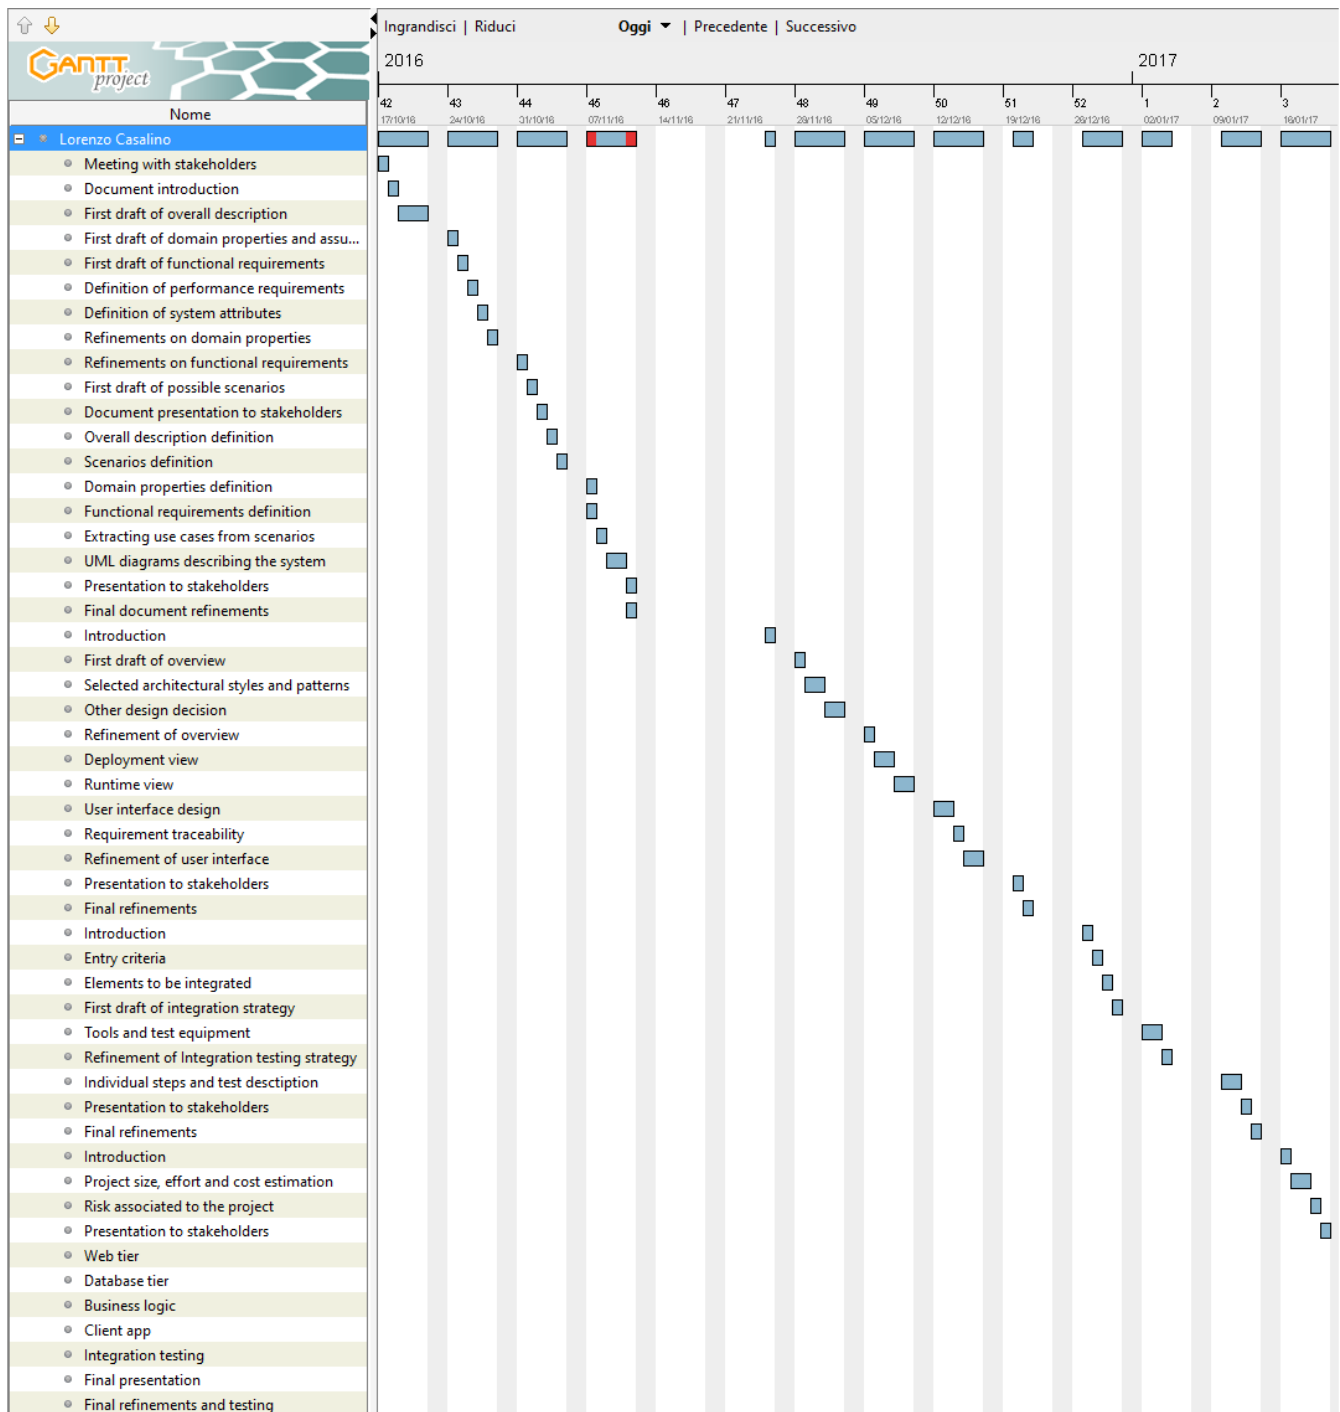 Ingrandisci | Riduci Oggi | Precedente | Successivo
GANTT
project
2016 2017
Nome
42 43 44 45 46 47 48 49 50 51 52 1 2 3
17/10/16 24/10/16 31/10/16 07/11/16 14/11/16 21/11/16 28/11/16 05/12/16 12/12/16 19/12/16 26/12/16 02/01/17 09/01/17 16/01/17
Lorenzo Casalino
Meeting with stakeholders
Document introduction
First draft of overall description
First draft of domain properties and assu...
First draft of functional requirements
Definition of performance requirements
Definition of system attributes
Refinements on domain properties
Refinements on functional requirements
First draft of possible scenarios
Document presentation to stakeholders
Overall description definition
Scenarios definition
Domain properties definition
Functional requirements definition
Extracting use cases from scenarios
UML diagrams describing the system
Presentation to stakeholders
Final document refinements
Introduction
First draft of overview
Selected architectural styles and patterns
Other design decision
Refinement of overview
Deployment view
Runtime view
User interface design
Requirement traceability
Refinement of user interface
Presentation to stakeholders
Final refinements
Introduction
Entry criteria
Elements to be integrated
First draft of integration strategy
Tools and test equipment
Refinement of Integration testing strategy
Individual steps and test desctiption
Presentation to stakeholders
Final refinements
Introduction
Project size, effort and cost estimation
Risk associated to the project
Presentation to stakeholders
Web tier
Database tier
Business logic
Client app
Integration testing
Final presentation
Final refinements and testing